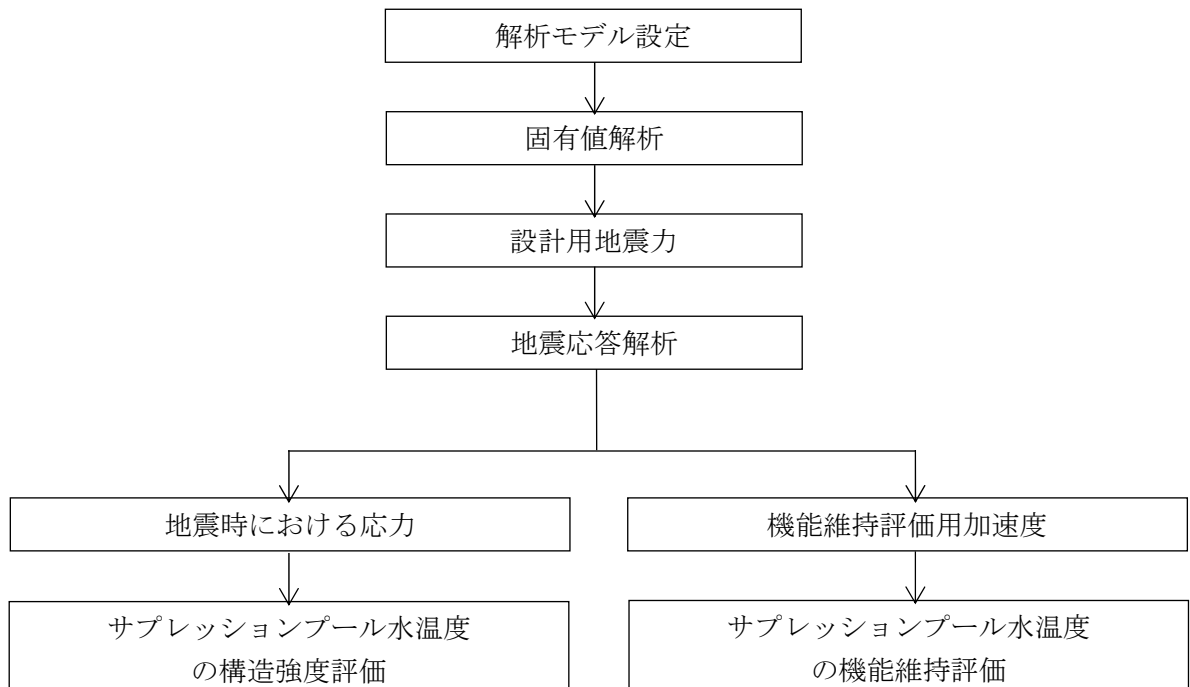 解析モデル設定
固有値解析
設計用地震力
地震応答解析
地震時における応力
機能維持評価用加速度
サプレッションプール水温度
の構造強度評価
サプレッションプール水温度
の機能維持評価